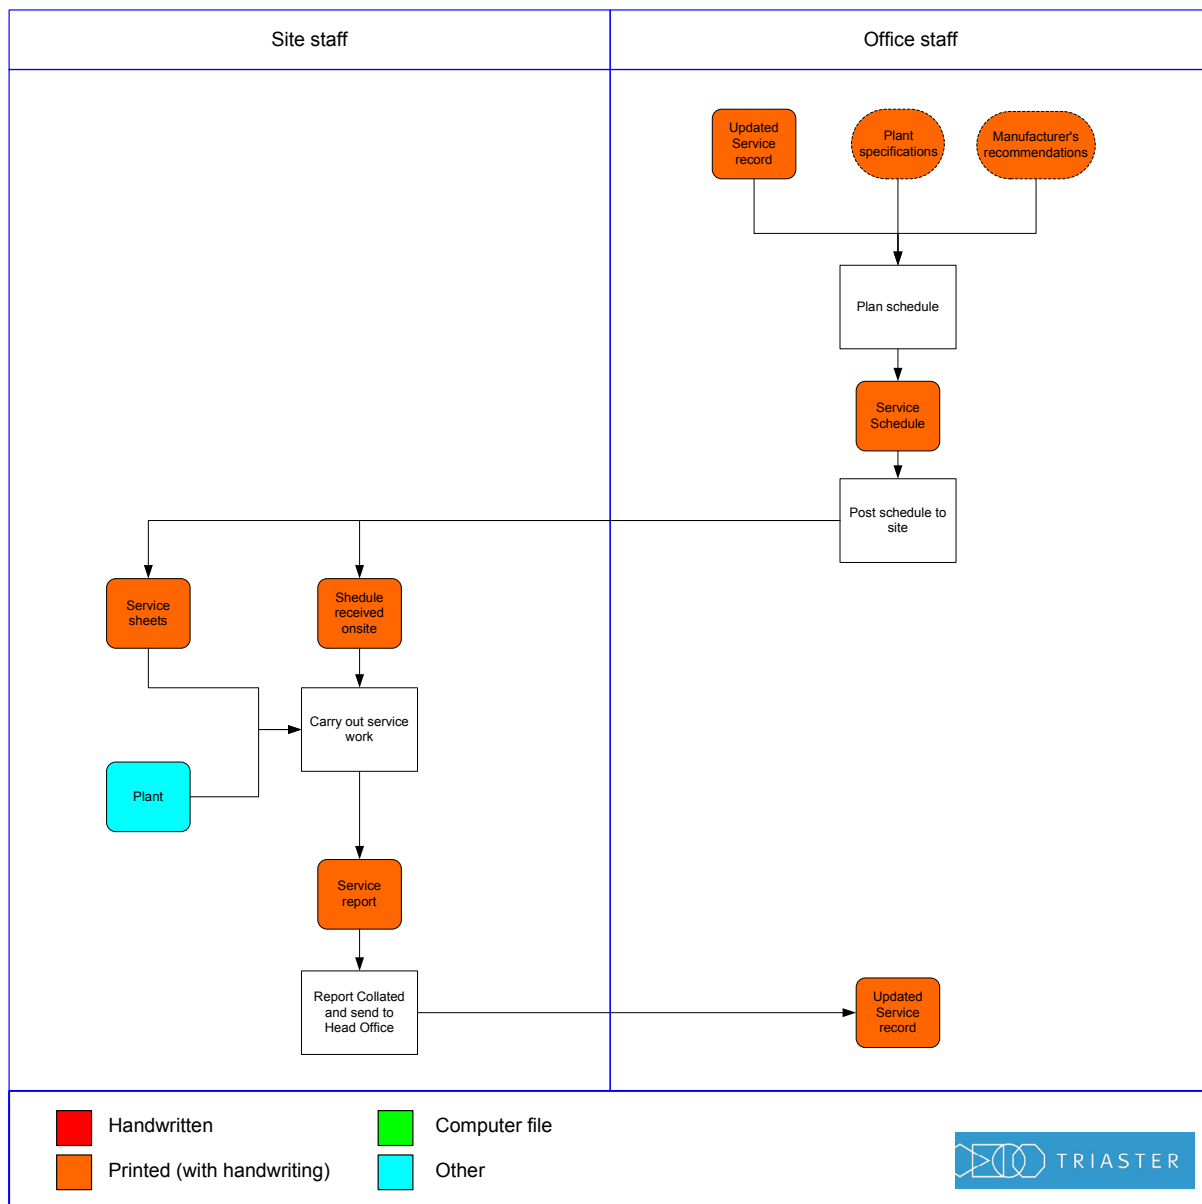 Site staff
Office staff
Updated
Service
record
Plant
specifications
Manufacturer's
recommendations
Plan schedule
Service
Schedule
Post schedule to
site
Service
sheets
Shedule
received
onsite
Carry out service
work
Plant
Service
report
Report Collated
and send to
Head Office
Updated
Service
record
Handwritten
Computer file
Printed (with handwriting)
Other
TRIASTER